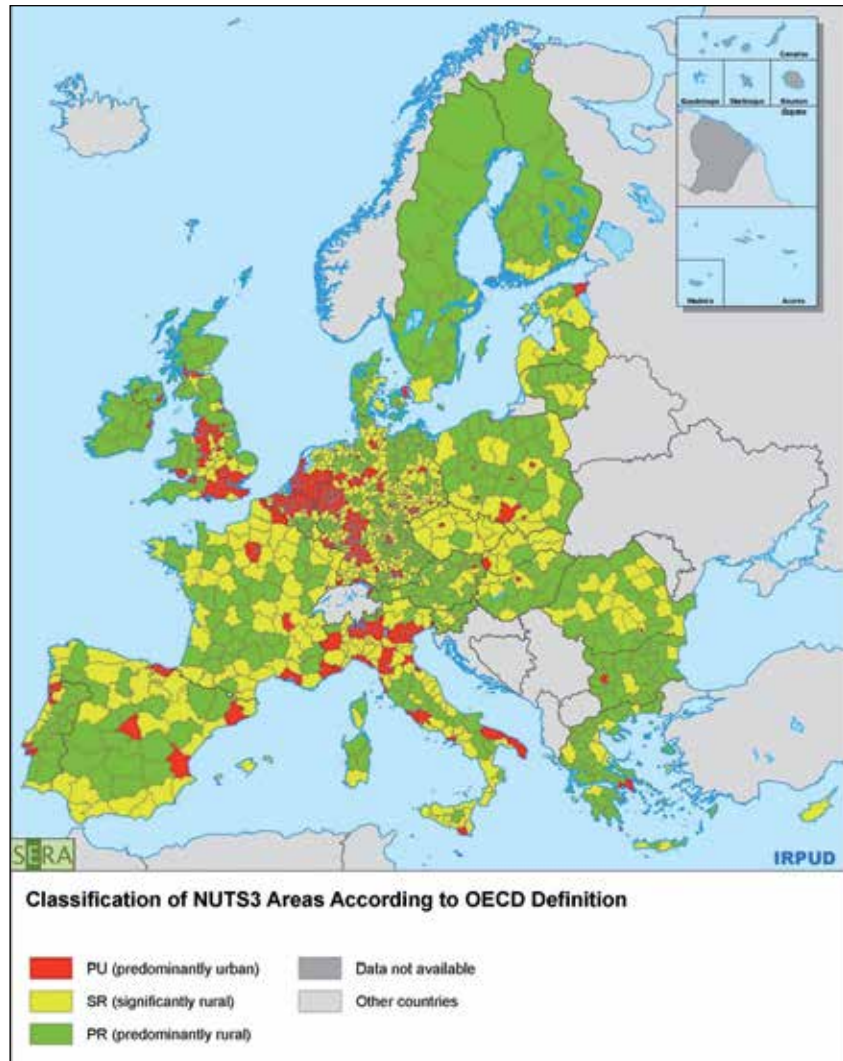 Canarias
Guadeloupe
Martinique
Réunion
Guyane
Madeira
Acores
SERA
IRPUD
Classification of NUTS3 Areas According to OECD Definition
PU (predominantly urban)
Data not available
SR (significantly rural)
Other countries
PR (predominantly rural)